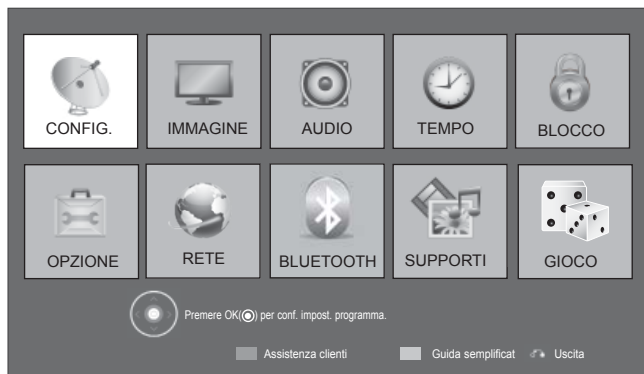 CONFIG. IMMAGINE AUDIO TEMPO BLOCCO
OPZIONE RETE BLUETOOTH SUPPORTI GIOCO
Premere OK(◉) per conf. impost. programma.
Assistenza clienti Guida semplificat Uscita